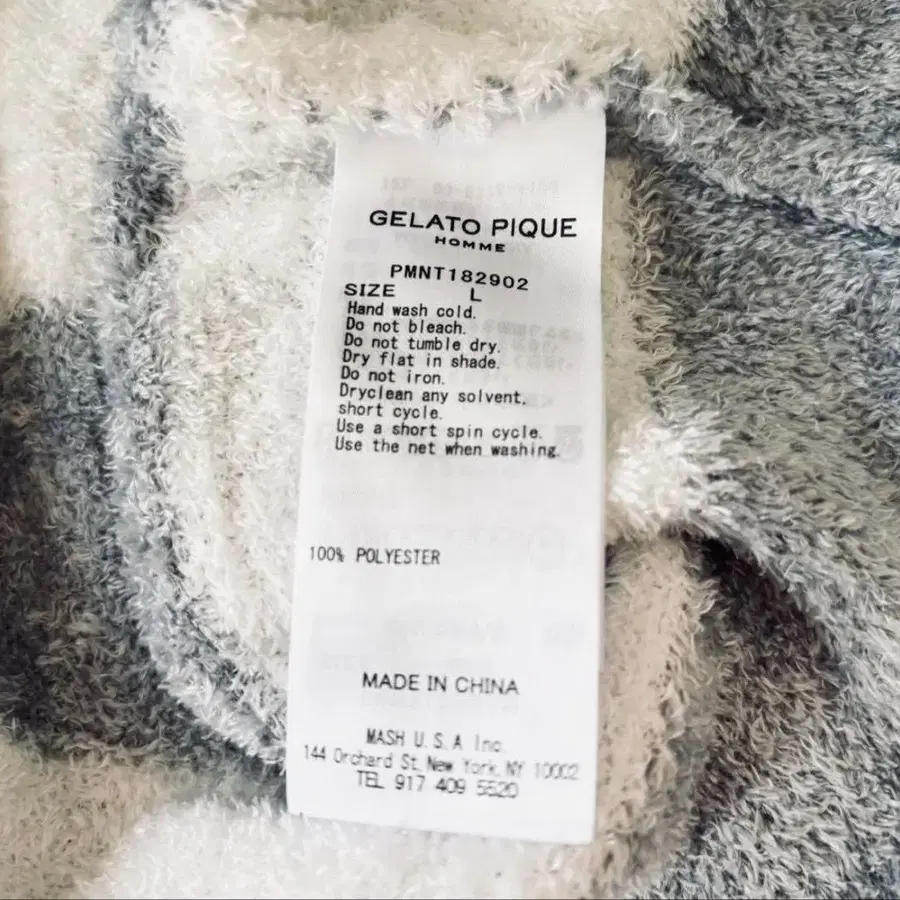 GELATO PIQUE
HOMME
PMNT182902
SIZE L
Hand wash cold.
Do not bleach.
Do not tumble dry.
Dry flat in shade.
Do not iron.
Dryclean any solvent,
short cycle.
Use a short spin cycle.
Use the net when washing.
100% POLYESTER
MADE IN CHINA
MASH U.S.A Inc.
144 Orchard St, New York, NY 10002
TEL 917 409 5520